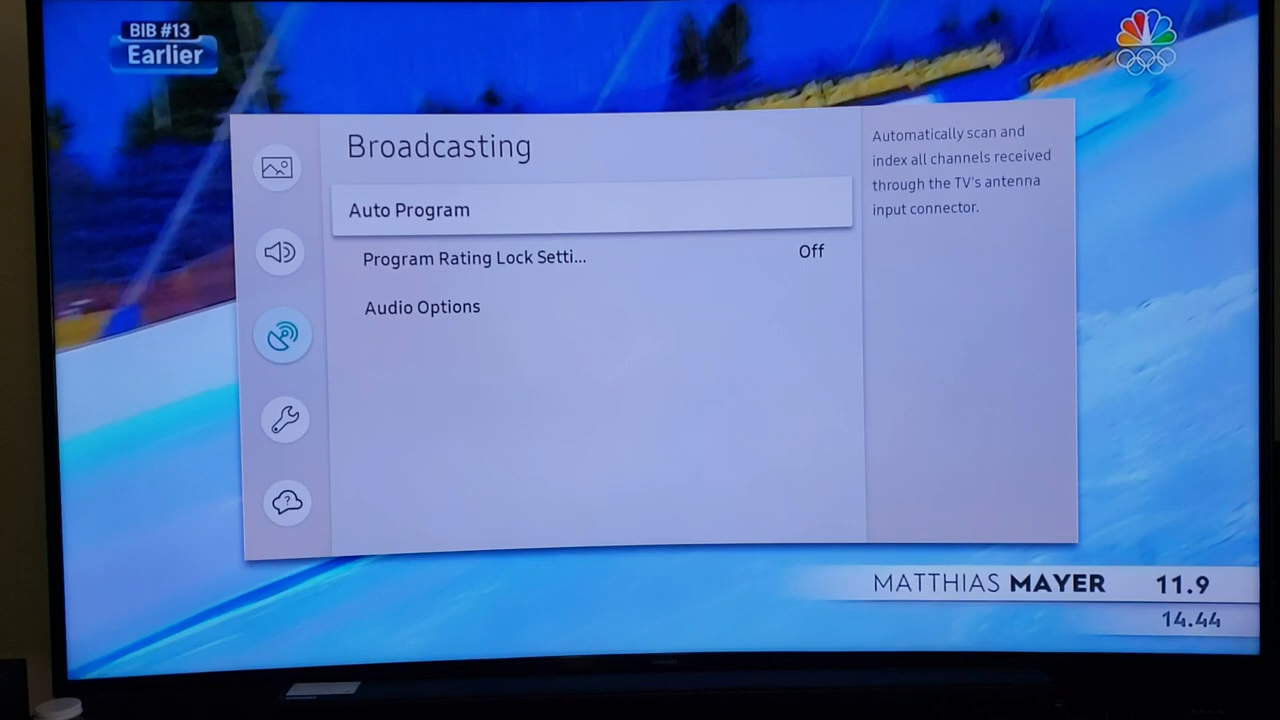 BIB #13
Earlier
Broadcasting
Auto Program
Program Rating Lock Setti...
Off
Audio Options
Automatically scan and
index all channels received
through the TV's antenna
input connector.
?
MATTHIAS MAYER 11.9
14.44